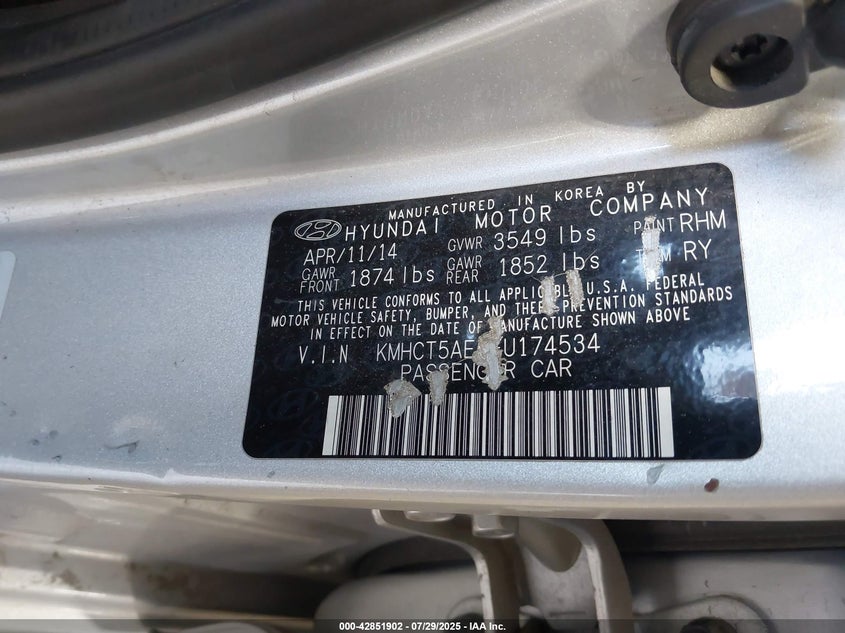 MANUFACTURED IN KOREA BY
HYUNDAI MOTOR COMPANY
APR/11/14 GVWR 3549 lbs PAINT RHM
GAWR FRONT 1874 lbs GAWR REAR 1852 lbs RY
THIS VEHICLE CONFORMS TO ALL U.S.A. FEDERAL
MOTOR VEHICLE SAFETY, BUMPER, AND PREVENTION STANDARDS
IN EFFECT ON THE DATE OF MANUFACTURE SHOWN ABOVE
V.I.N KMHCT5AE U174534
PASSENGER CAR
000-42851902 / 07/29/2025 / IAA Inc.